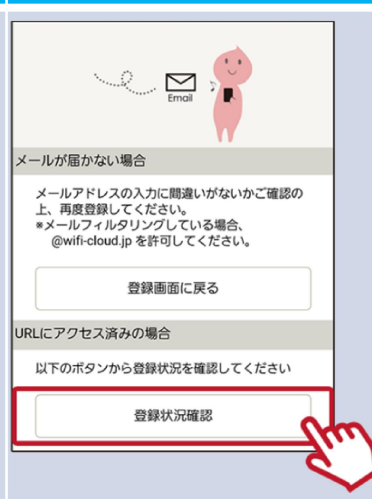 Email
メールが届かない場合
メールアドレスの入力に間違いがないかご確認の
上、再度登録してください。
※メールフィルタリングしている場合、
@wifi-cloud.jp を許可してください。
登録画面に戻る
URLにアクセス済みの場合
以下のボタンから登録状況を確認してください
登録状況確認